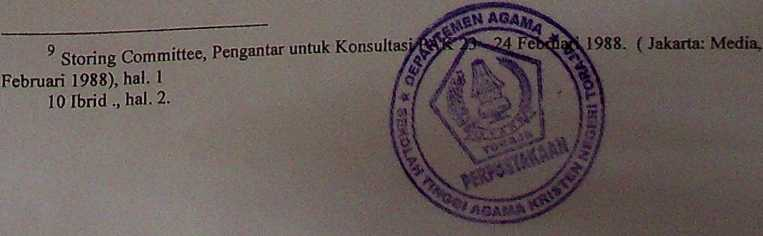 9 Storing Committee, Pengantar untuk Konsultasi 23 - 24 Februari 1988. ( Jakarta: Media,
Februari 1988), hal. 1
10 Ibrid ., hal. 2.
DEPARTEMEN AGAMA
SEKOLAH TINGGI AGAMA KRISTEN NEGERI TORAJA
TORAJA
PERPUSTAKAAN